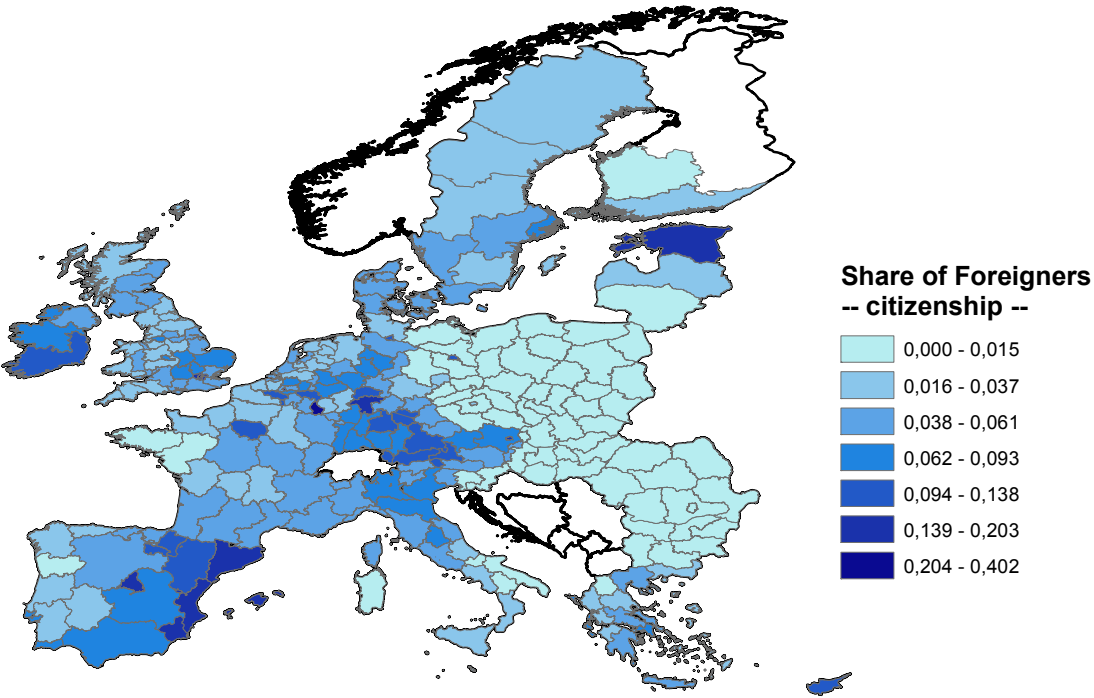 Share of Foreigners
-- citizenship --
0,000 - 0,015
0,016 - 0,037
0,038 - 0,061
0,062 - 0,093
0,094 - 0,138
0,139 - 0,203
0,204 - 0,402